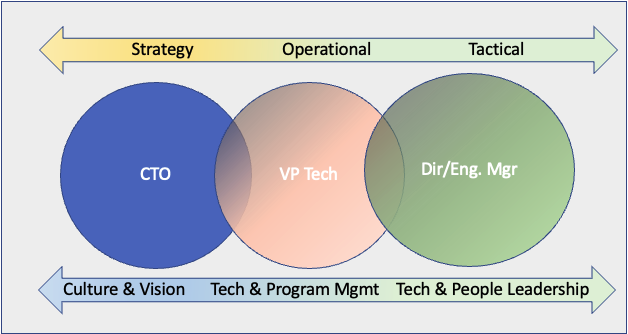 Strategy Operational Tactical
CTO VP Tech Dir/Eng. Mgr
Culture & Vision Tech & Program Mgmt Tech & People Leadership